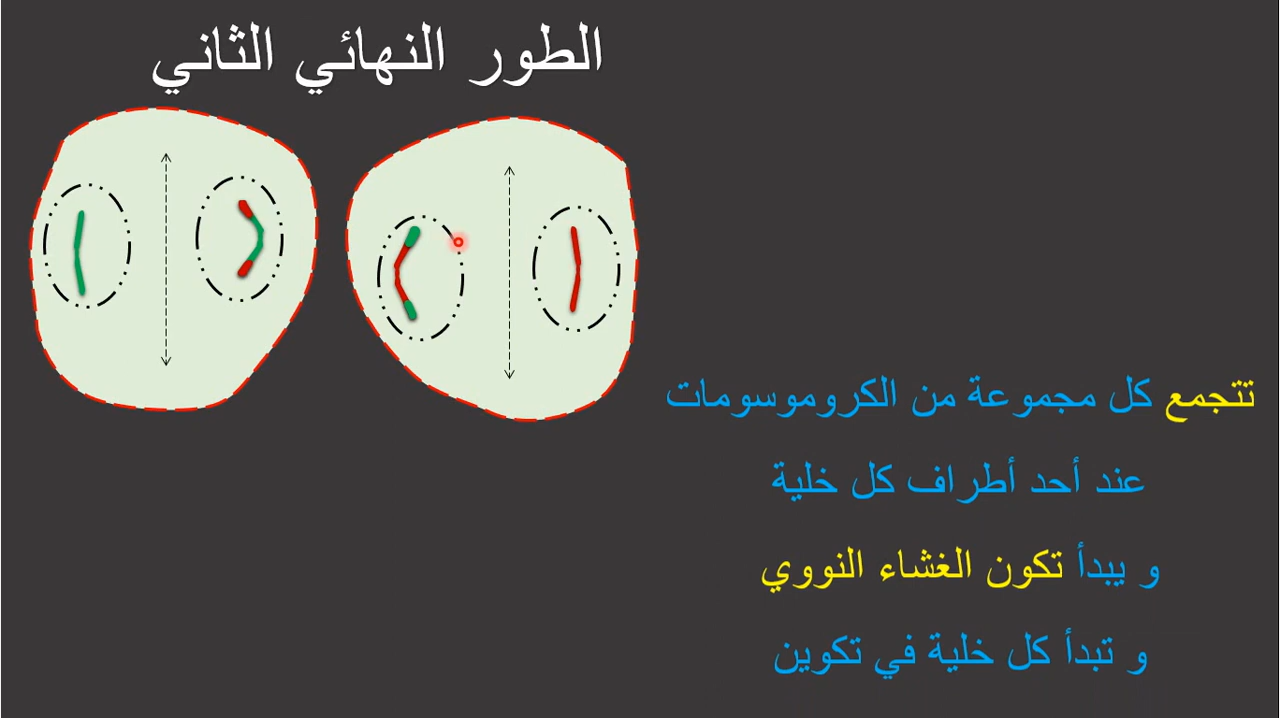 الطور النهائي الثاني
تتجمع كل مجموعة من الكروموسومات
عند أحد أطراف كل خلية
و يبدأ تكون الغشاء النووي
و تبدأ كل خلية في تكوين